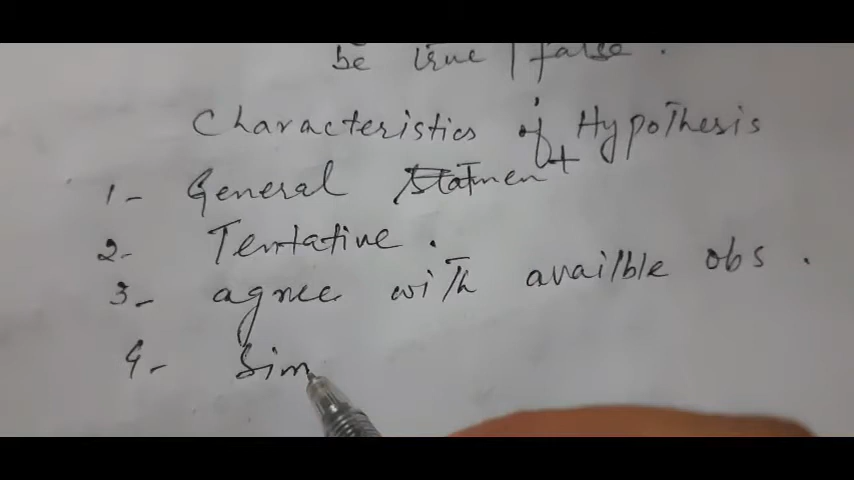 be true / false.
Characteristics of Hypothesis
1- General Statment
2- Tentative.
3- agree with availble obs.
4- Sim